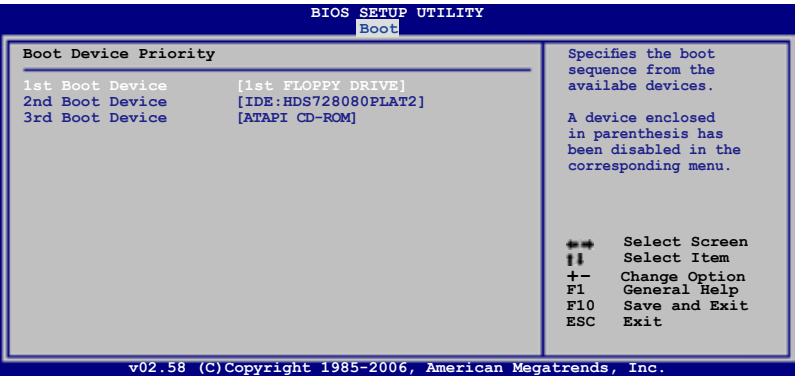 BIOS SETUP UTILITY
Boot
Boot Device Priority
1st Boot Device [1st FLOPPY DRIVE]
2nd Boot Device [IDE:HDS728080PLAT2]
3rd Boot Device [ATAPI CD-ROM]
Specifies the boot
sequence from the
availabe devices.
A device enclosed
in parenthesis has
been disabled in the
corresponding menu.
←→ Select Screen
↑↓ Select Item
+- Change Option
F1 General Help
F10 Save and Exit
ESC Exit
v02.58 (C)Copyright 1985-2006, American Megatrends, Inc.